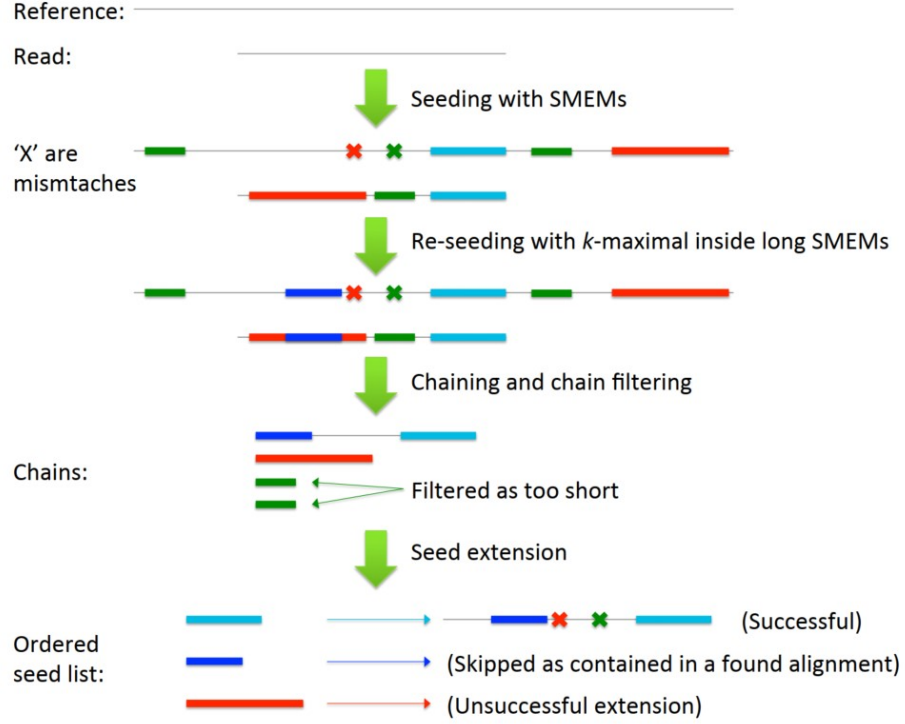 Reference:
Read:
Seeding with SMEMs
'X' are
mismtaches
Re-seeding with k-maximal inside long SMEMs
Chaining and chain filtering
Chains:
Filtered as too short
Seed extension
(Successful)
Ordered
seed list:
(Skipped as contained in a found alignment)
(Unsuccessful extension)